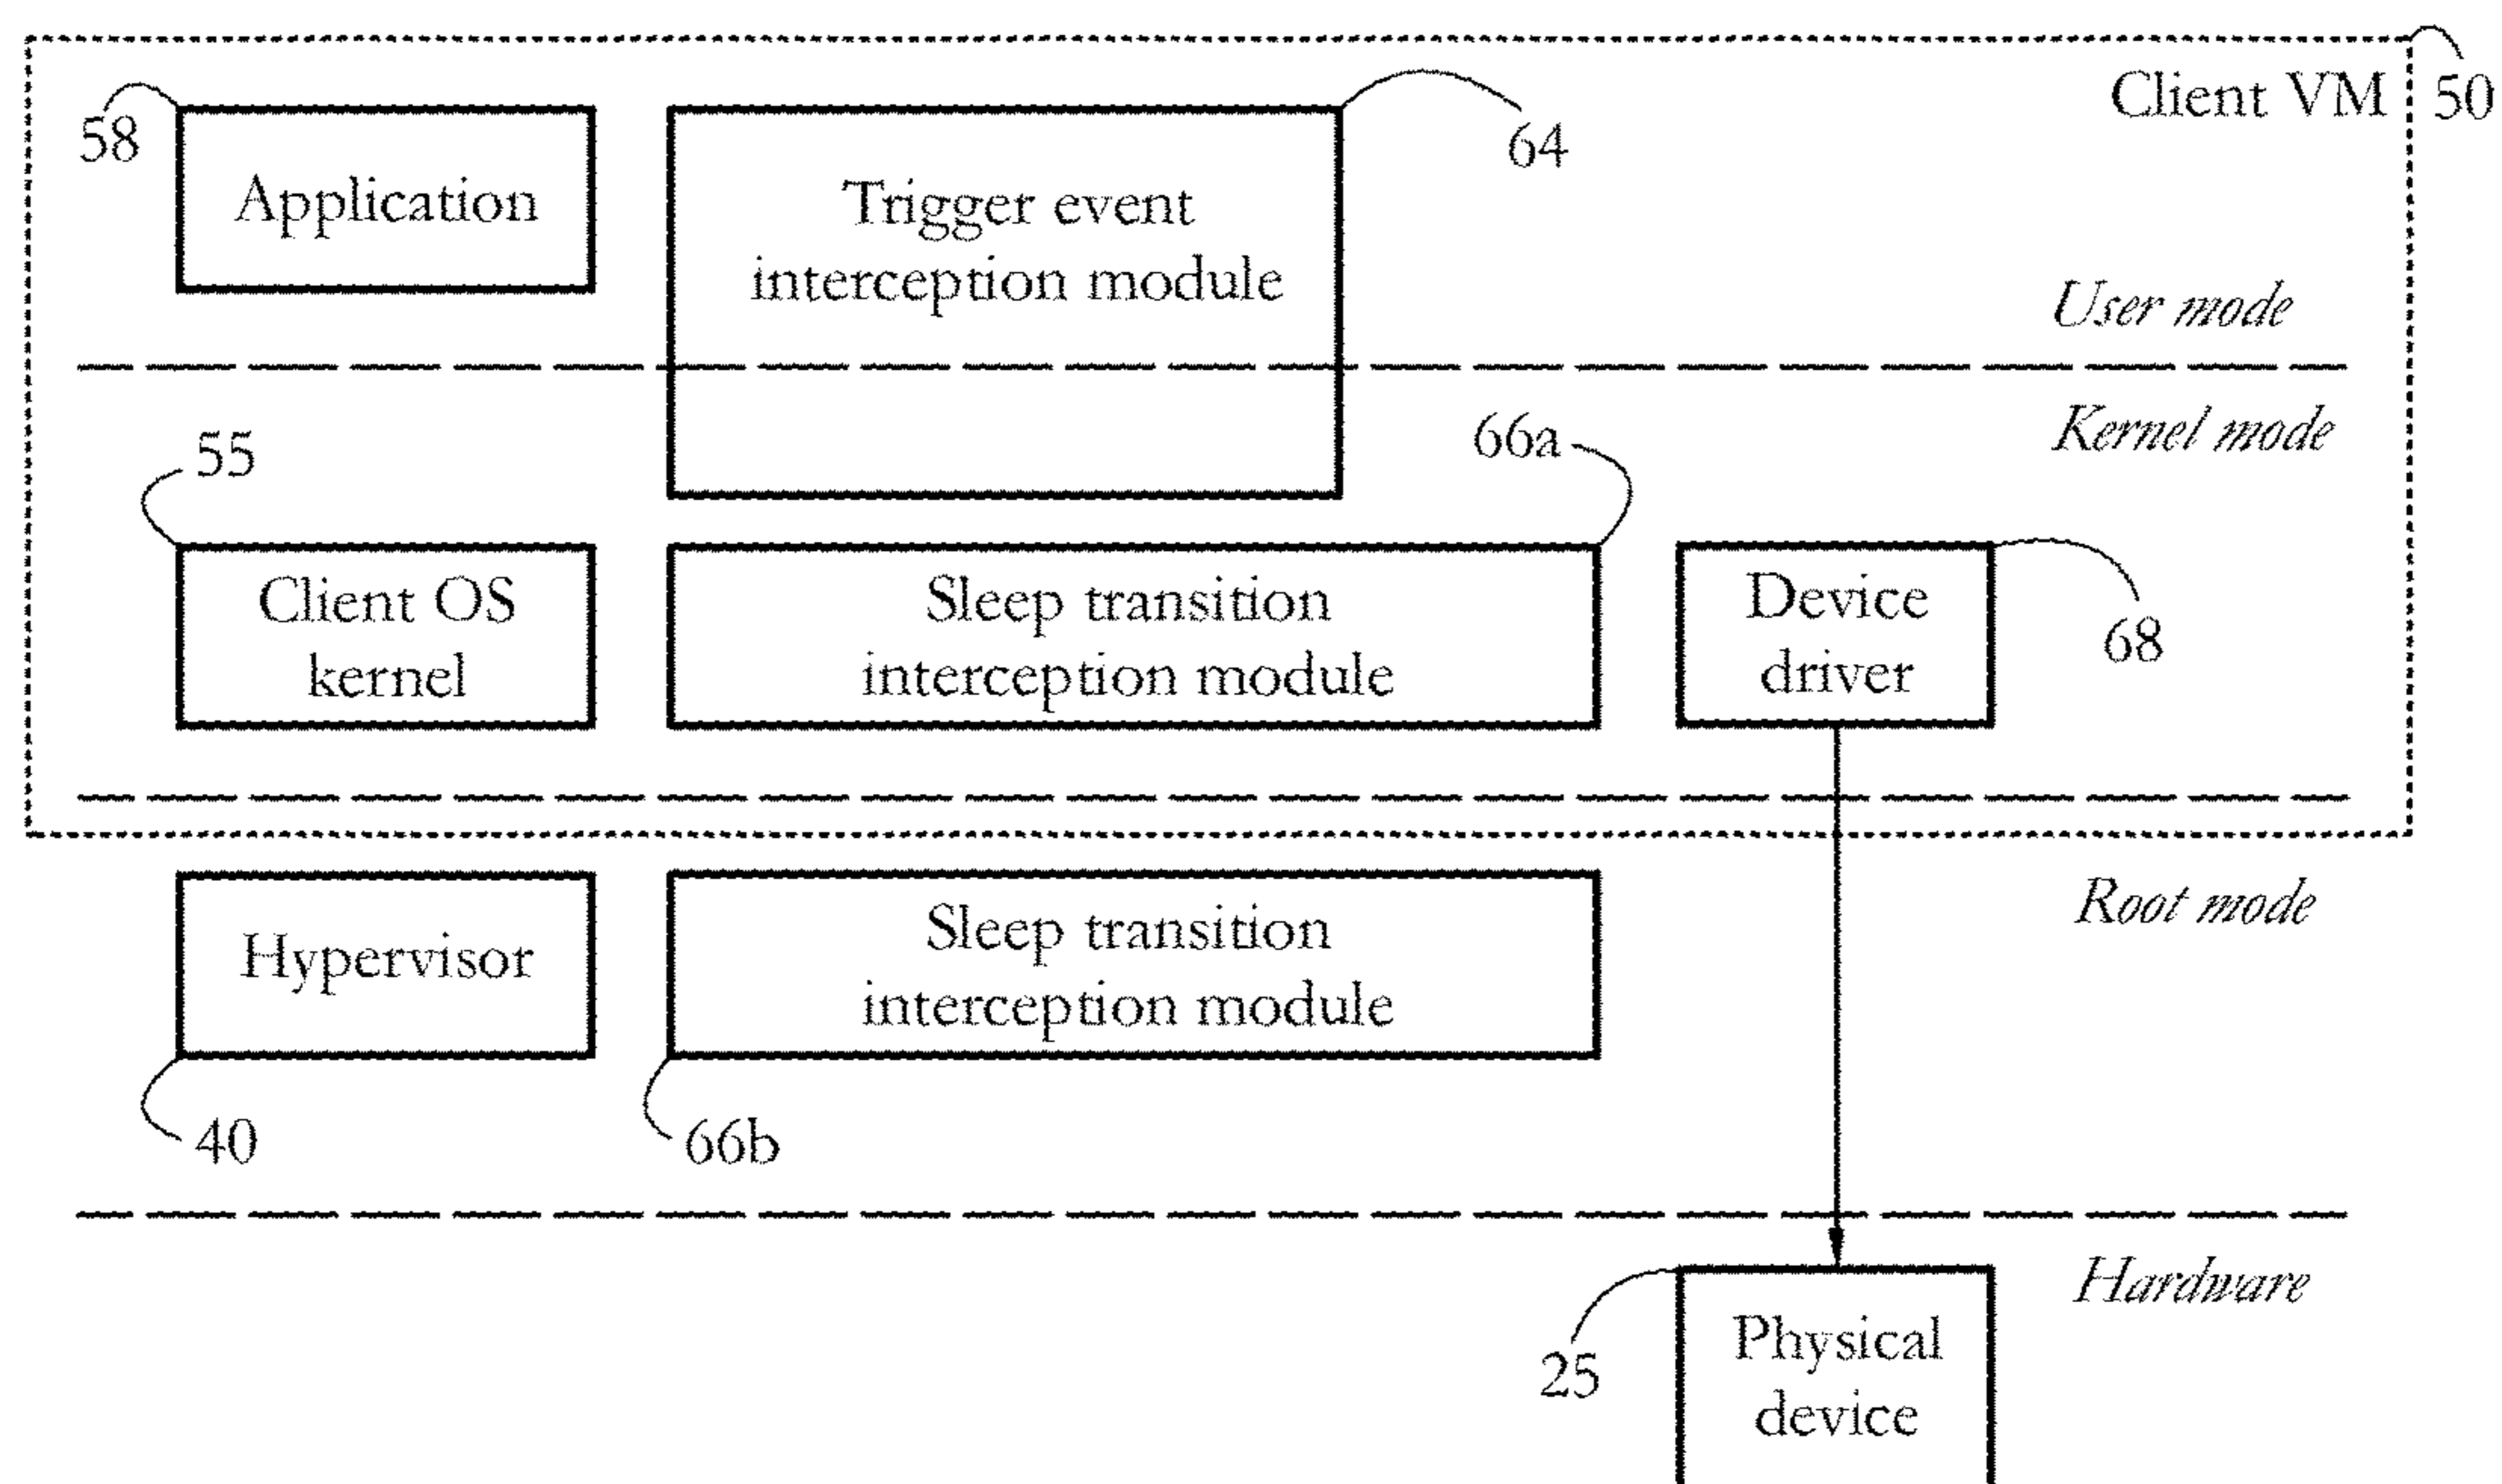 Client VM
50
58
Application
Trigger event
interception module
64
User mode
Kernel mode
55
66a
Client OS
kernel
Sleep transition
interception module
Device
driver
68
Hypervisor
Sleep transition
interception module
Root mode
40
66b
Hardware
25
Physical
device